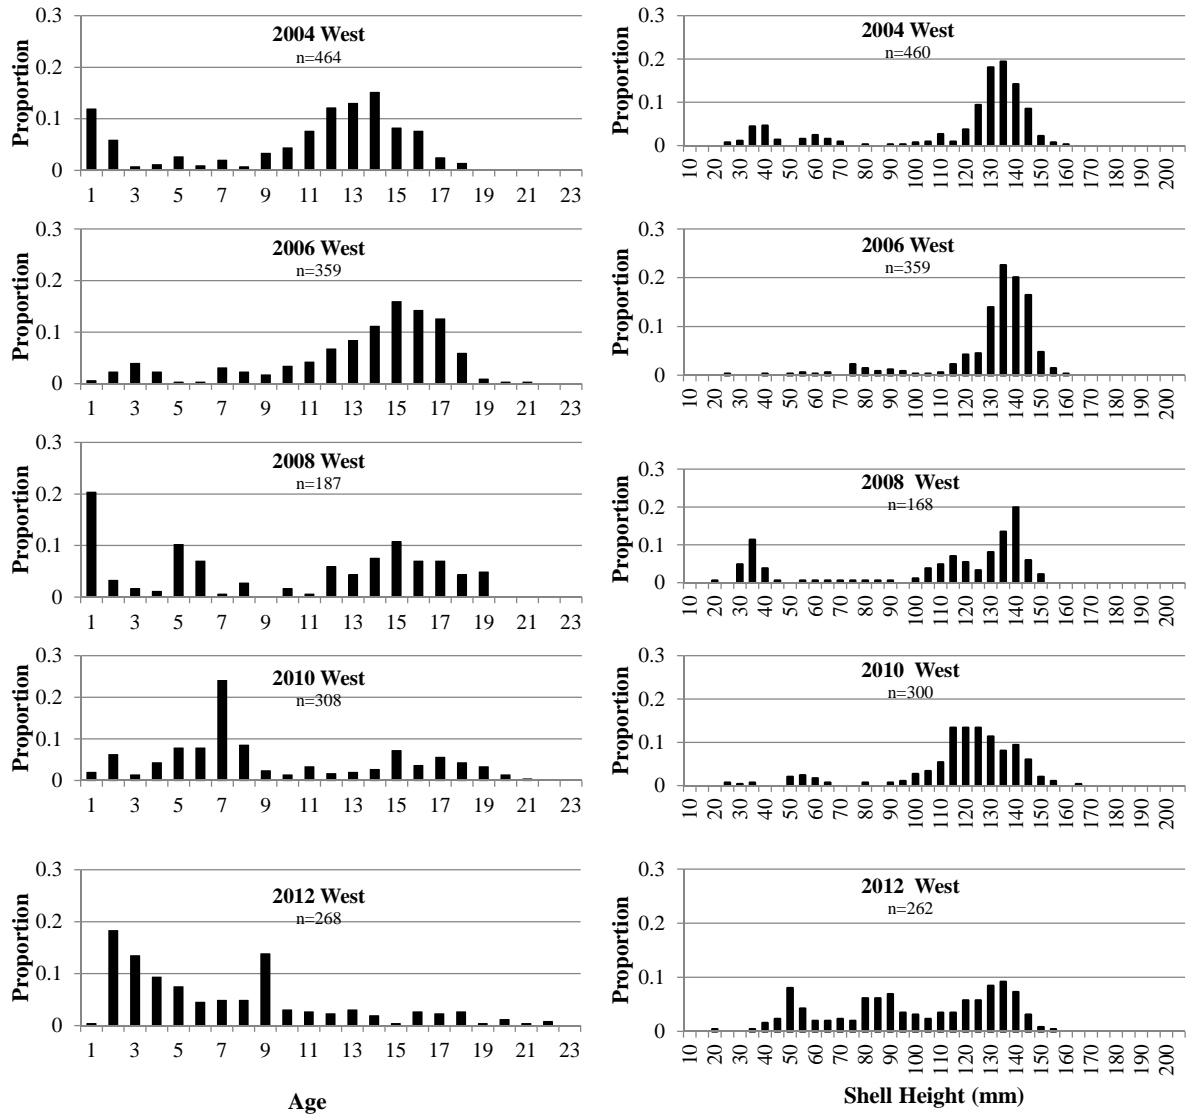 Proportion
0.3
0.2
0.1
0
2004 West
n=464
1 3 5 7 9 11 13 15 17 19 21 23
Proportion
0.3
0.2
0.1
0
2004 West
n=460
10 20 30 40 50 60 70 80 90 100 110 120 130 140 150 160 170 180 190 200
Proportion
0.3
0.2
0.1
0
2006 West
n=359
1 3 5 7 9 11 13 15 17 19 21 23
Proportion
0.3
0.2
0.1
0
2006 West
n=359
10 20 30 40 50 60 70 80 90 100 110 120 130 140 150 160 170 180 190 200
Proportion
0.3
0.2
0.1
0
2008 West
n=187
1 3 5 7 9 11 13 15 17 19 21 23
Proportion
0.3
0.2
0.1
0
2008 West
n=168
10 20 30 40 50 60 70 80 90 100 110 120 130 140 150 160 170 180 190 200
Proportion
0.3
0.2
0.1
0
2010 West
n=308
1 3 5 7 9 11 13 15 17 19 21 23
Proportion
0.3
0.2
0.1
0
2010 West
n=300
10 20 30 40 50 60 70 80 90 100 110 120 130 140 150 160 170 180 190 200
Proportion
0.3
0.2
0.1
0
2012 West
n=268
1 3 5 7 9 11 13 15 17 19 21 23
Age
Proportion
0.3
0.2
0.1
0
2012 West
n=262
10 20 30 40 50 60 70 80 90 100 110 120 130 140 150 160 170 180 190 200
Shell Height (mm)